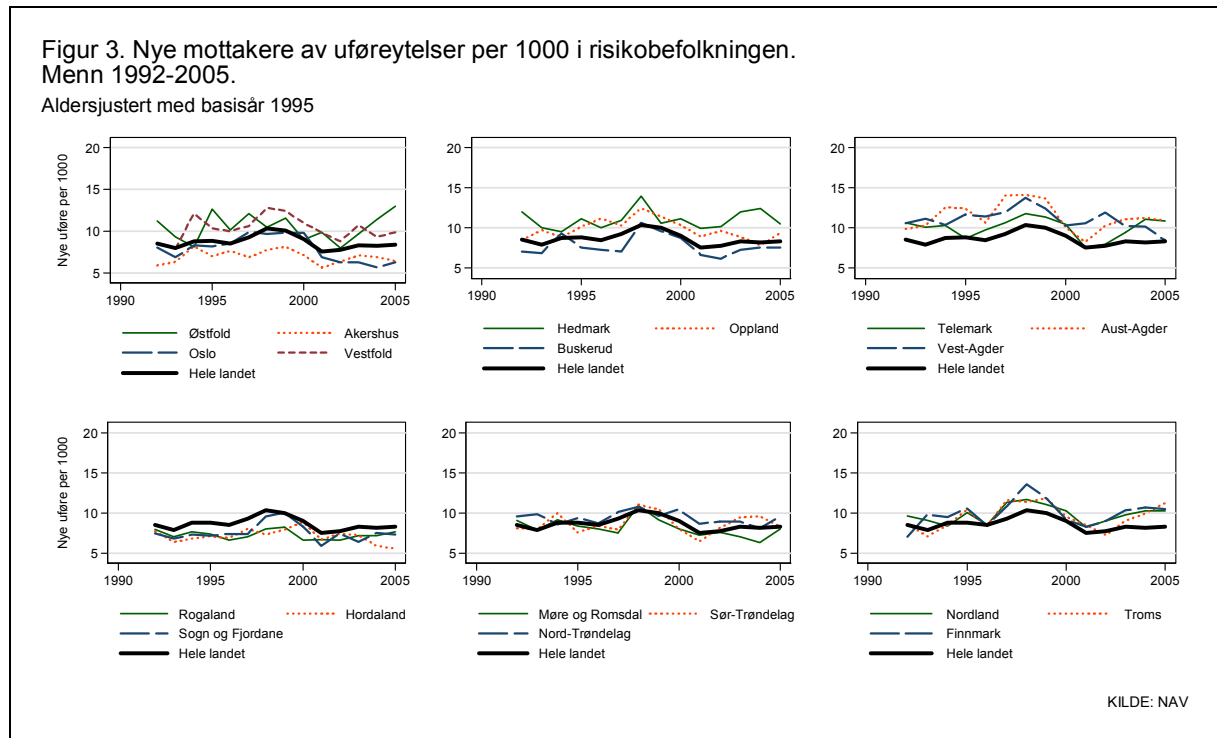 Figur 3. Nye mottakere av uføreytelser per 1000 i risikobefolkningen.
Menn 1992-2005.
Aldersjustert med basisår 1995
Nye uføre per 1000
20
15
10
5
1990 1995 2000 2005
Østfold Akershus
Oslo Vestfold
Hele landet
20
15
10
5
1990 1995 2000 2005
Hedmark Oppland
Buskerud
Hele landet
20
15
10
5
1990 1995 2000 2005
Telemark Aust-Agder
Vest-Agder
Hele landet
Nye uføre per 1000
20
15
10
5
1990 1995 2000 2005
Rogaland Hordaland
Sogn og Fjordane
Hele landet
20
15
10
5
1990 1995 2000 2005
Møre og Romsdal Sør-Trøndelag
Nord-Trøndelag
Hele landet
20
15
10
5
1990 1995 2000 2005
Nordland Troms
Finnmark
Hele landet
KILDE: NAV